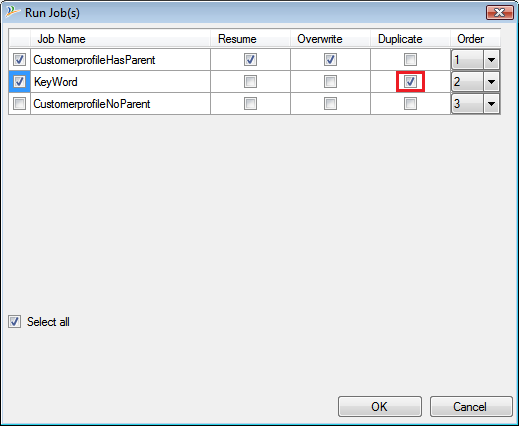 Run Job(s)
Job Name Resume Overwrite Duplicate Order
CustomerprofileHasParent 1
KeyWord 2
CustomerprofileNoParent 3
Select all
OK Cancel